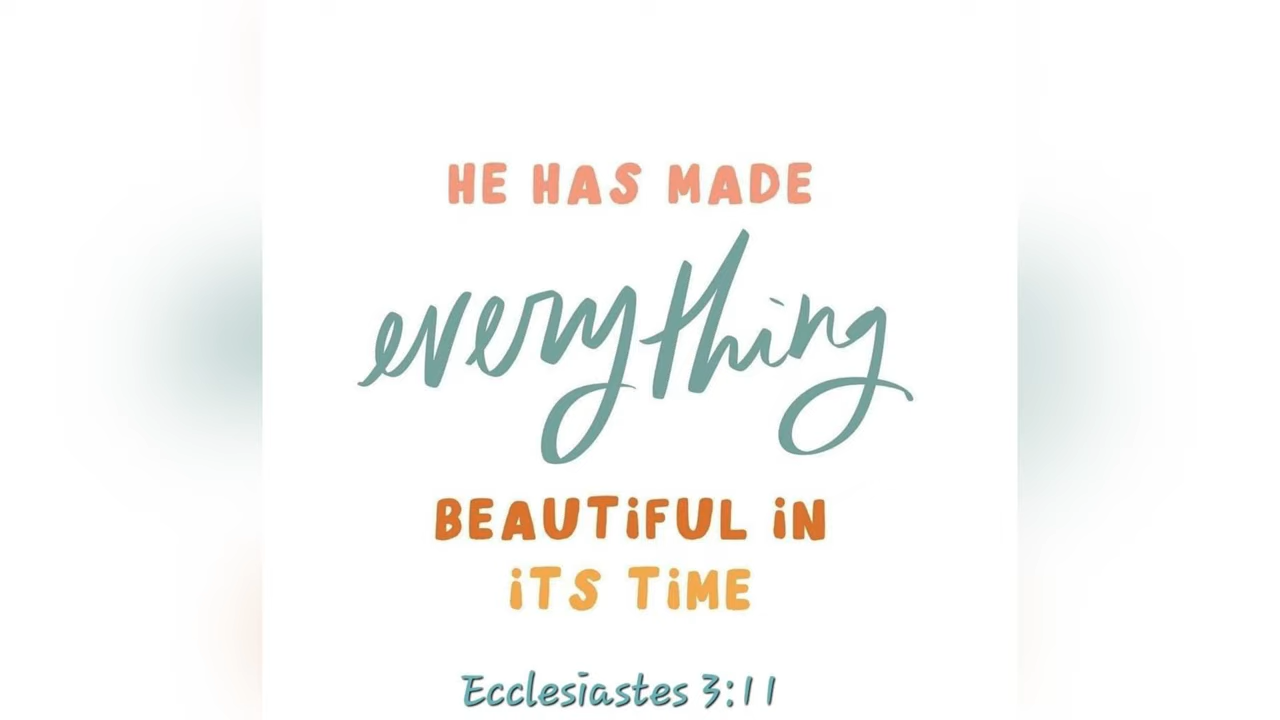 HE HAS MADE
everything
BEAUTIFUL IN
ITS TIME
Ecclesiastes 3:11